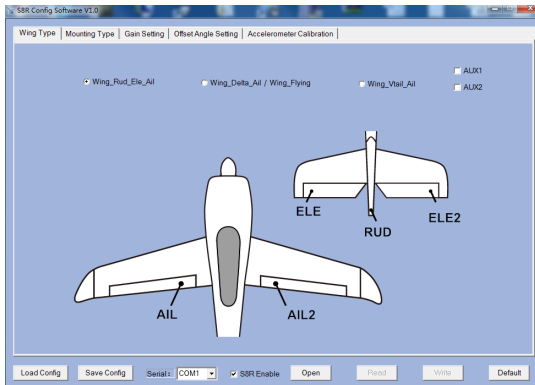 S8R Config Software V1.0
Wing Type Mounting Type Gain Setting Offset Angle Setting Accelerometer Calibration
AUX1
Wing_Rud_Ele_Ail Wing_Delta_Ail / Wing_Flying Wing_Vtail_Ail
AUX2
ELE ELE2
RUD
AIL AIL2
Load Config Save Config Serial: COM1 S8R Enable Open Read Write Default